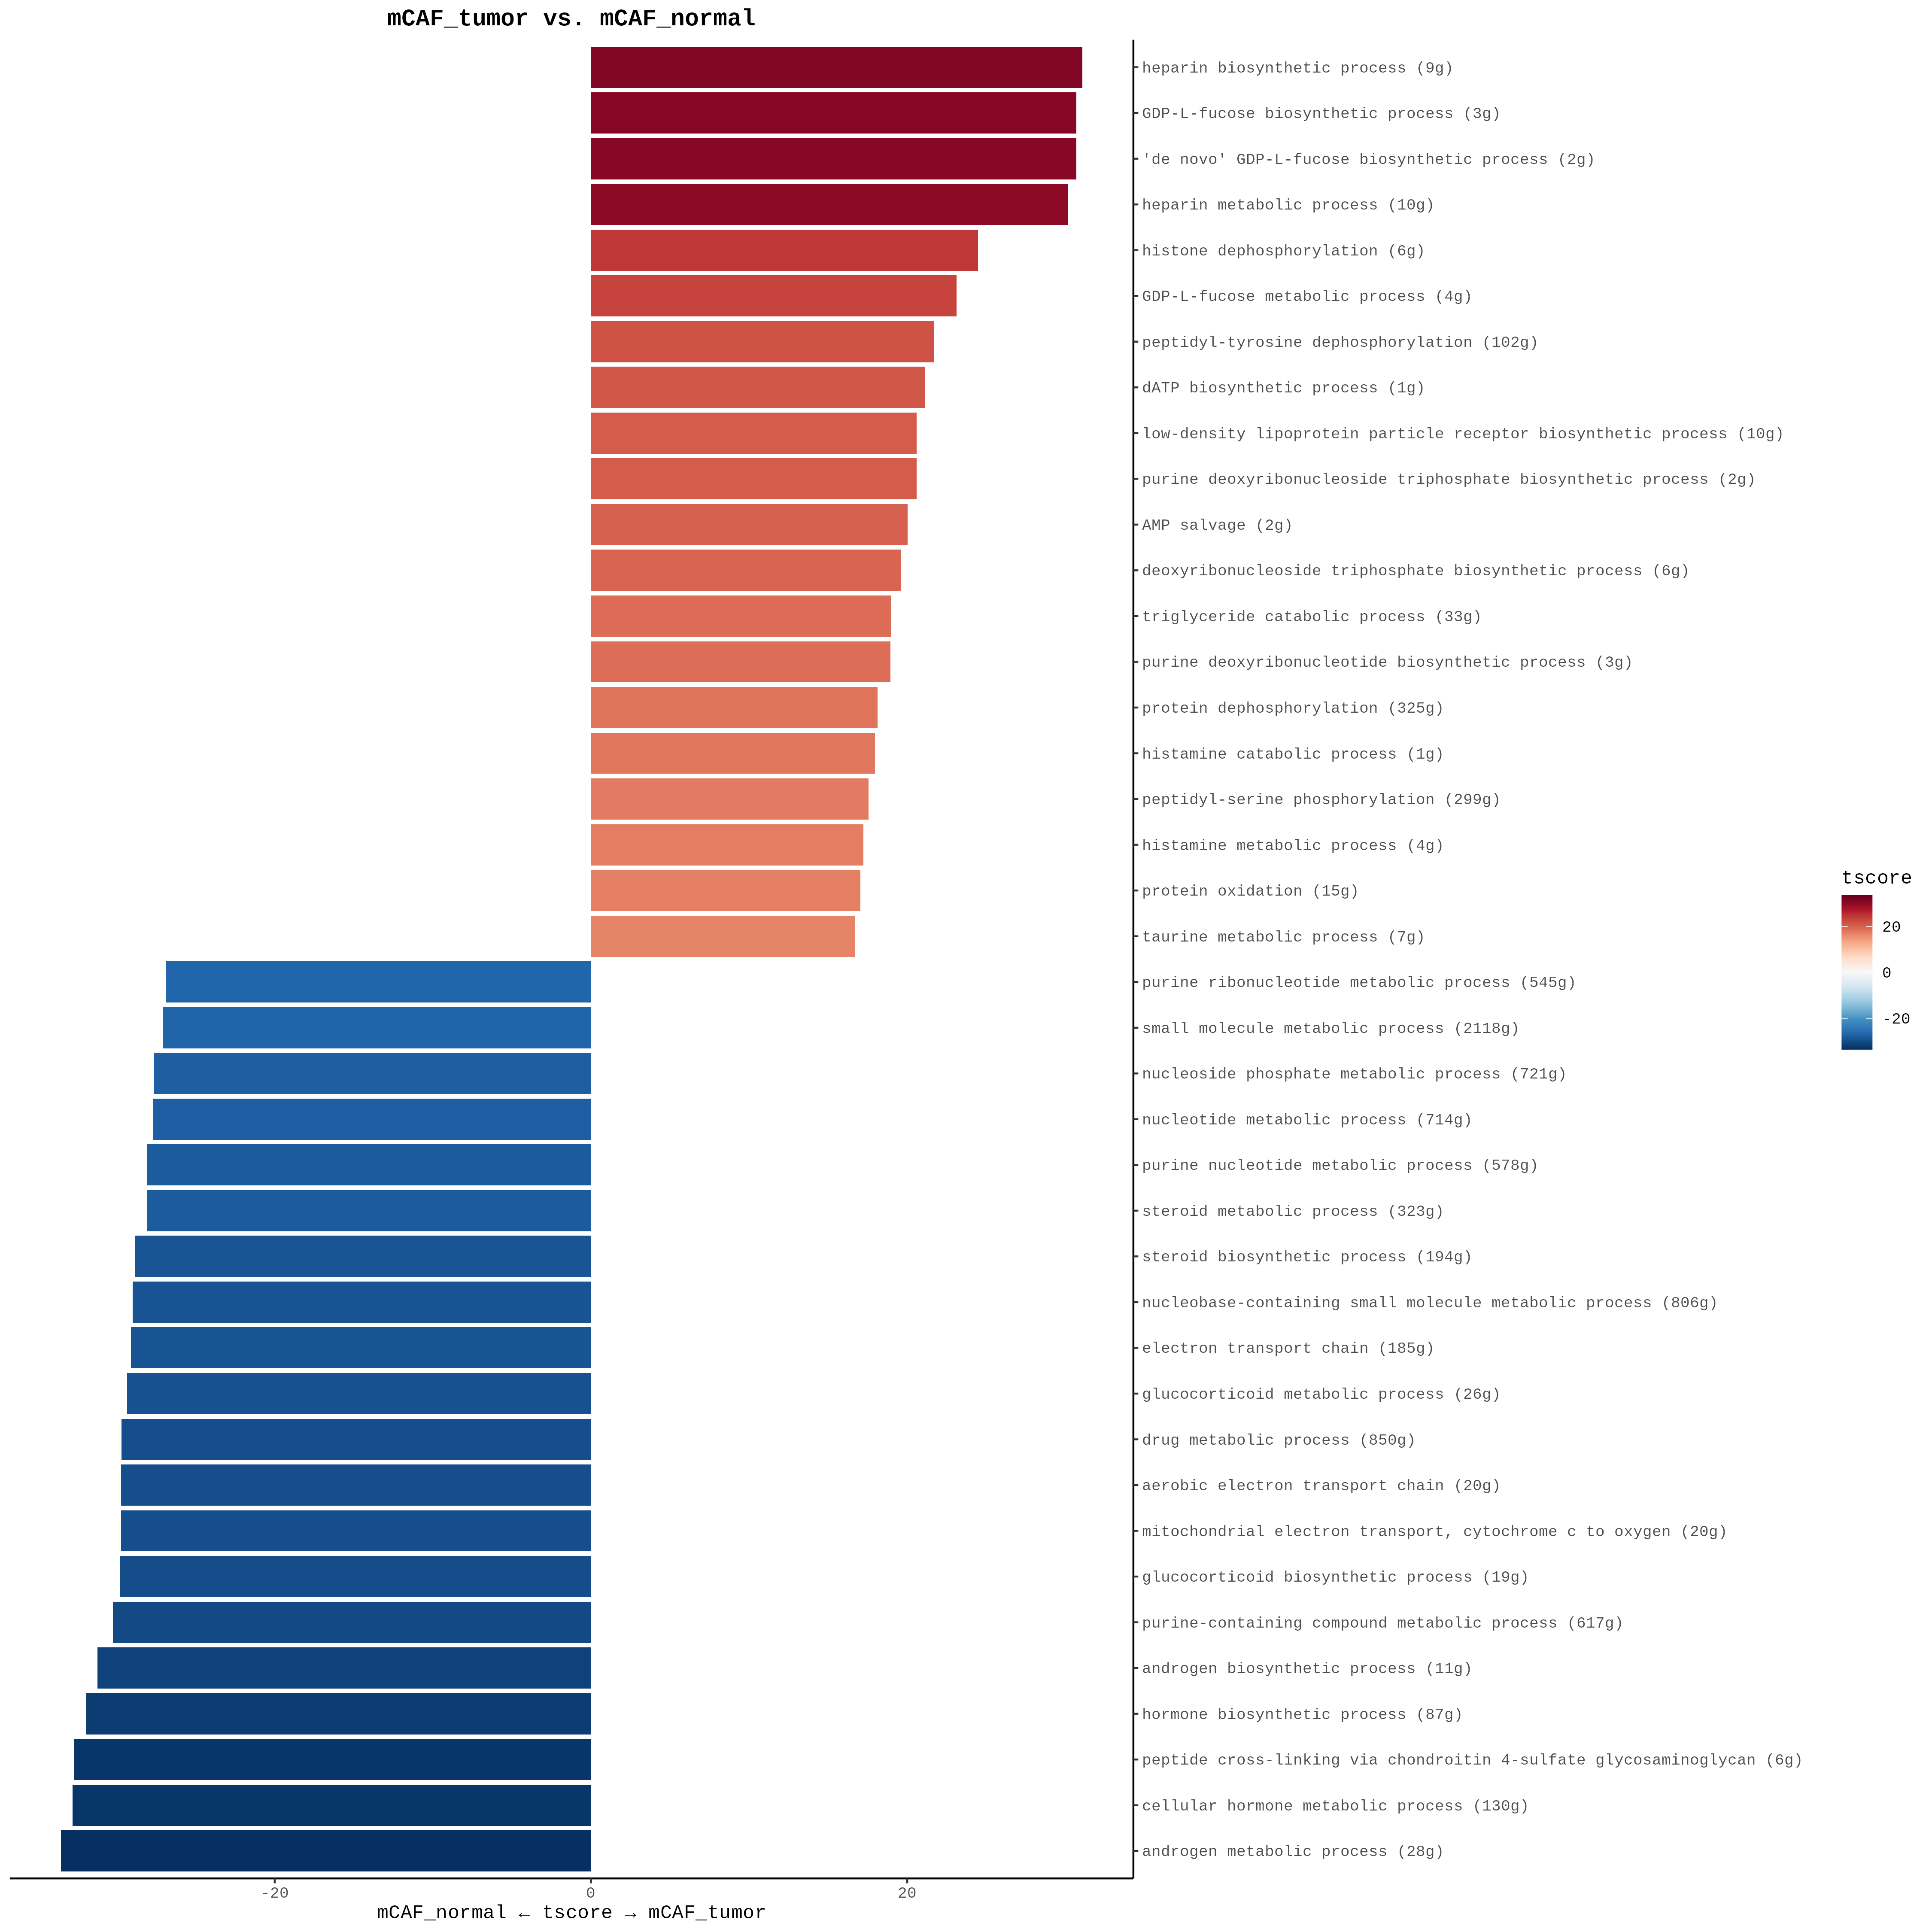 mCAF_tumor vs. mCAF_normal
heparin biosynthetic process (9g)
GDP-L-fucose biosynthetic process (3g)
'de novo' GDP-L-fucose biosynthetic process (2g)
heparin metabolic process (10g)
histone dephosphorylation (6g)
GDP-L-fucose metabolic process (4g)
peptidyl-tyrosine dephosphorylation (102g)
dATP biosynthetic process (1g)
low-density lipoprotein particle receptor biosynthetic process (10g)
purine deoxyribonucleoside triphosphate biosynthetic process (2g)
AMP salvage (2g)
deoxyribonucleoside triphosphate biosynthetic process (6g)
triglyceride catabolic process (33g)
purine deoxyribonucleotide biosynthetic process (3g)
protein dephosphorylation (325g)
histamine catabolic process (1g)
peptidyl-serine phosphorylation (299g)
histamine metabolic process (4g)
protein oxidation (15g)
taurine metabolic process (7g)
purine ribonucleotide metabolic process (545g)
small molecule metabolic process (2118g)
nucleoside phosphate metabolic process (721g)
nucleotide metabolic process (714g)
purine nucleotide metabolic process (578g)
steroid metabolic process (323g)
steroid biosynthetic process (194g)
nucleobase-containing small molecule metabolic process (806g)
electron transport chain (185g)
glucocorticoid metabolic process (26g)
drug metabolic process (850g)
aerobic electron transport chain (20g)
mitochondrial electron transport, cytochrome c to oxygen (20g)
glucocorticoid biosynthetic process (19g)
purine-containing compound metabolic process (617g)
androgen biosynthetic process (11g)
hormone biosynthetic process (87g)
peptide cross-linking via chondroitin 4-sulfate glycosaminoglycan (6g)
cellular hormone metabolic process (130g)
androgen metabolic process (28g)
-20 0 20
mCAF_normal ← tscore → mCAF_tumor
tscore
20
0
-20